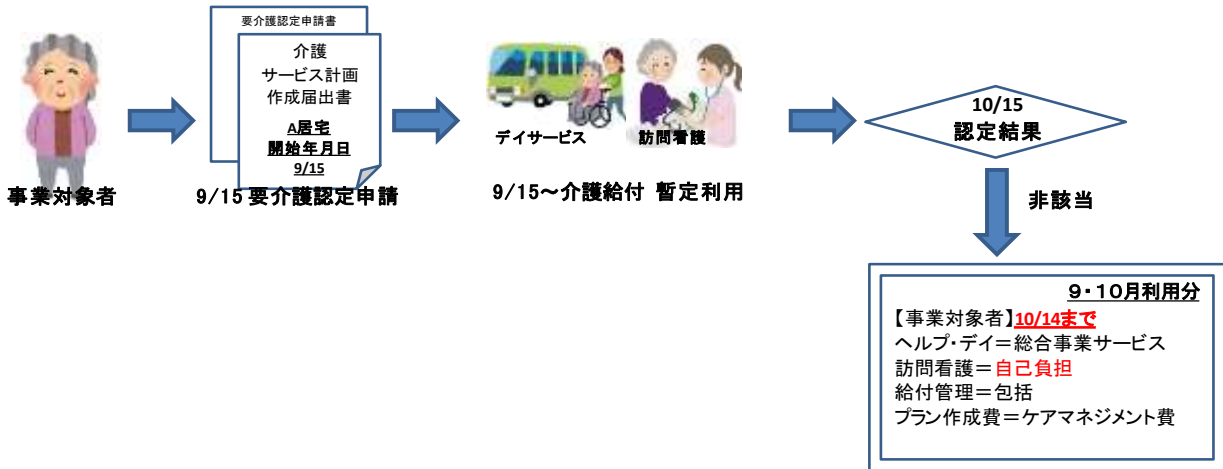 要介護認定申請書
介護
サービス計画
作成届出書
A居宅
開始年月日
9/15
事業対象者
9/15 要介護認定申請
デイサービス
訪問看護
9/15～介護給付 暫定利用
10/15
認定結果
非該当
9・10月利用分
【事業対象者】10/14まで
ヘルプ・デイ＝総合事業サービス
訪問看護＝自己負担
給付管理＝包括
プラン作成費＝ケアマネジメント費